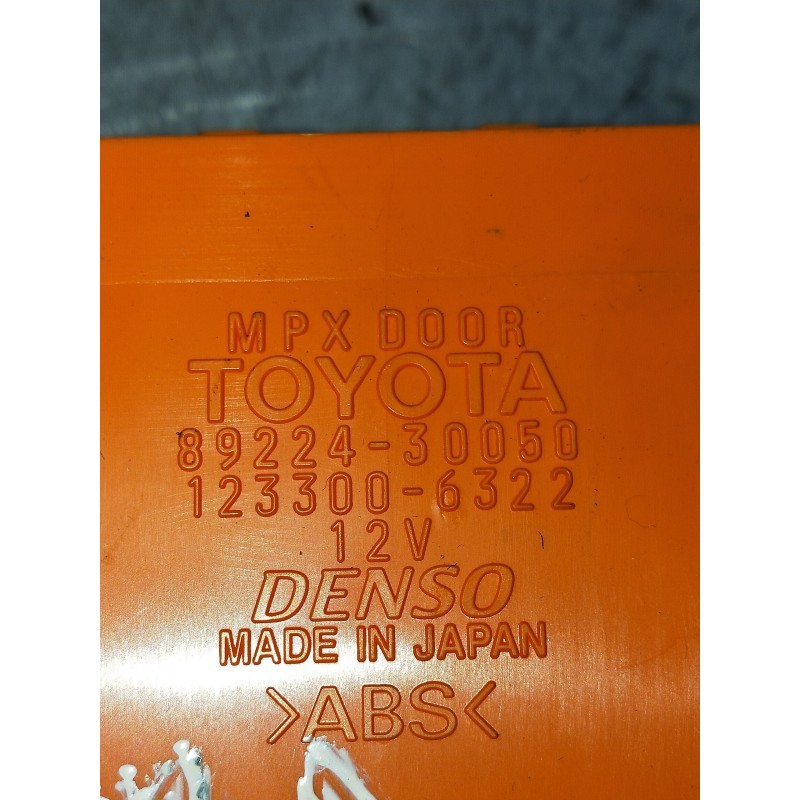 MPX DOOR
TOYOTA
89224-30050
123300-6322
12V
DENSO
MADE IN JAPAN
>ABS<